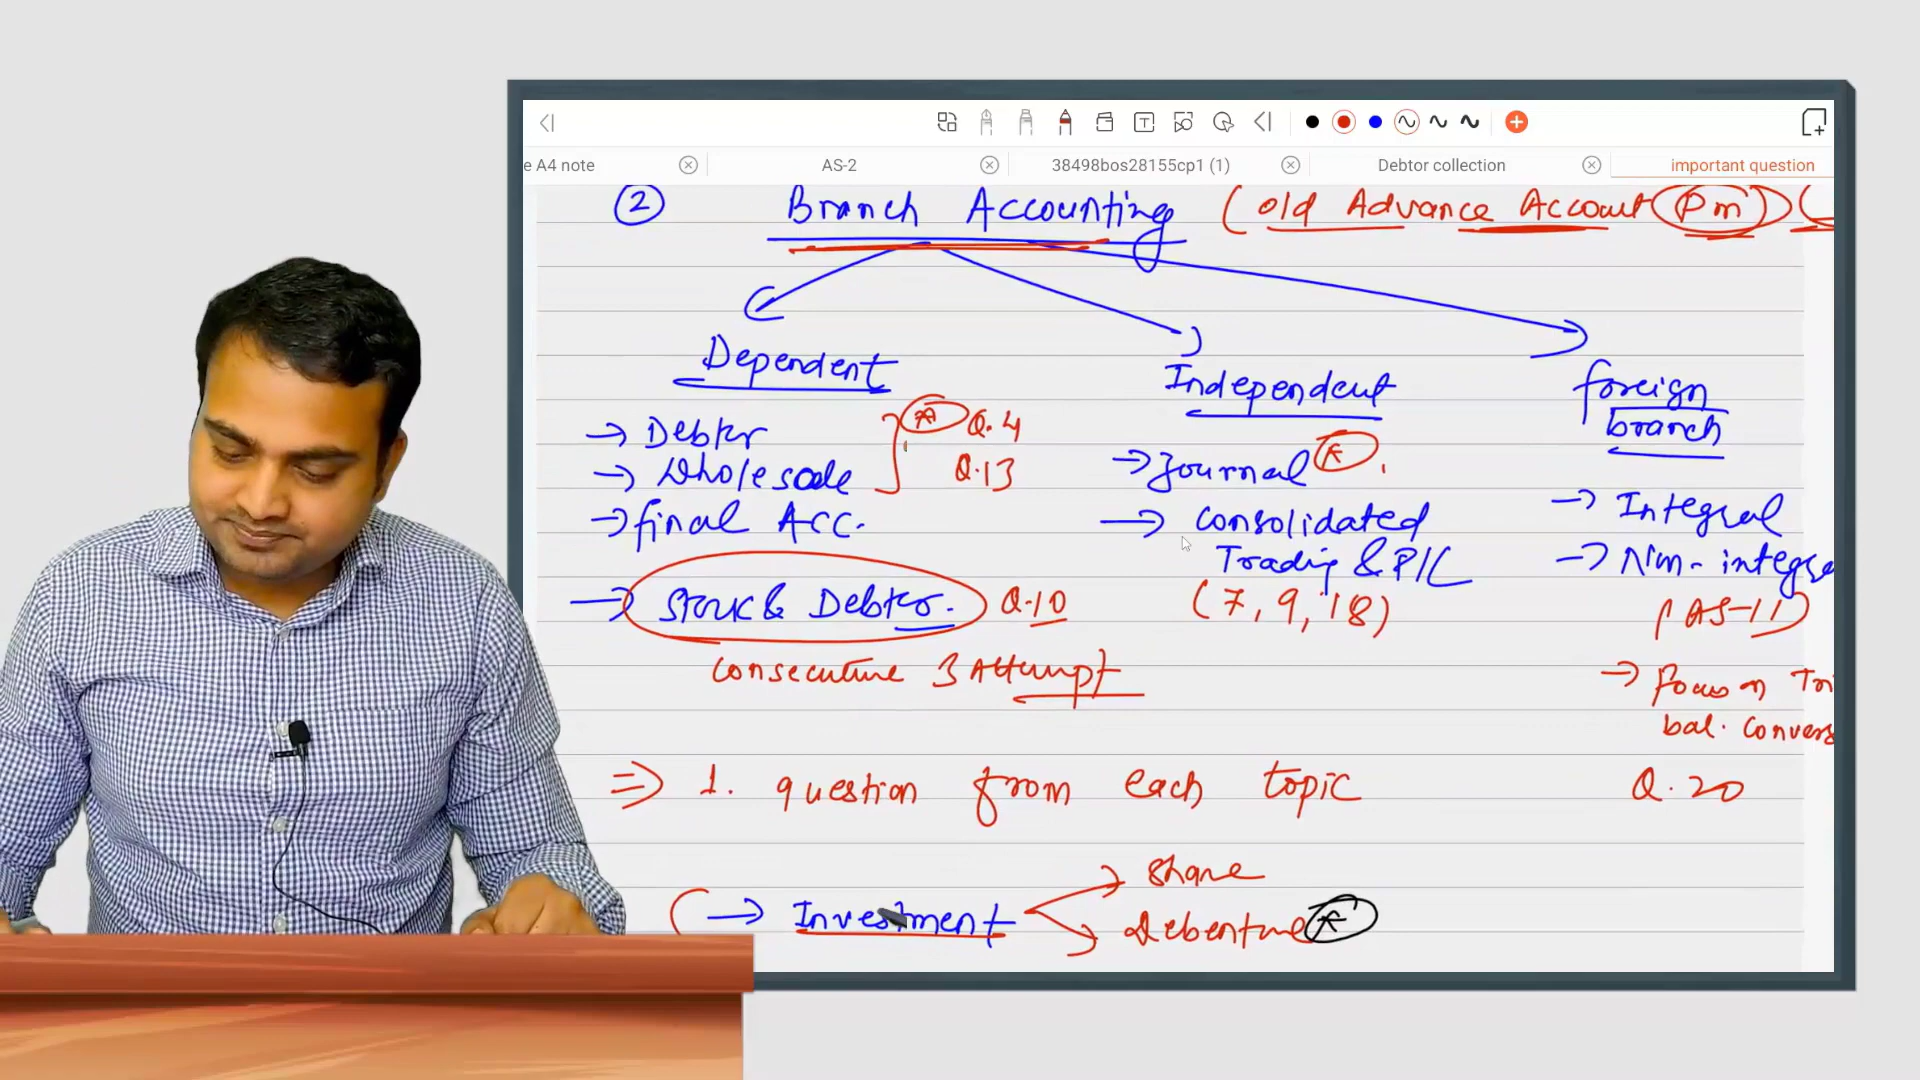 e A4 note
AS-2
38498bos28155cp1 (1)
Debtor collection
important question
2 Branch Accounting (old Advance Account (Pm)) (
Dependent
→ Debtor
→ Wholesale
→ final Acc.
Q.4
Q.13
→ Stock & Debtor. Q.10
Consecutive 3 Attempt
Independent
→ Journal
→ Consolidated
Trading & P/L
(7, 9, 18)
foreign
branch
→ Integral
→ Non-integra
(AS-11)
→ focus on Tri
bal. Convers
Q.20
⇒ 1. question from each topic
→ Investment
→ Share
→ Debenture